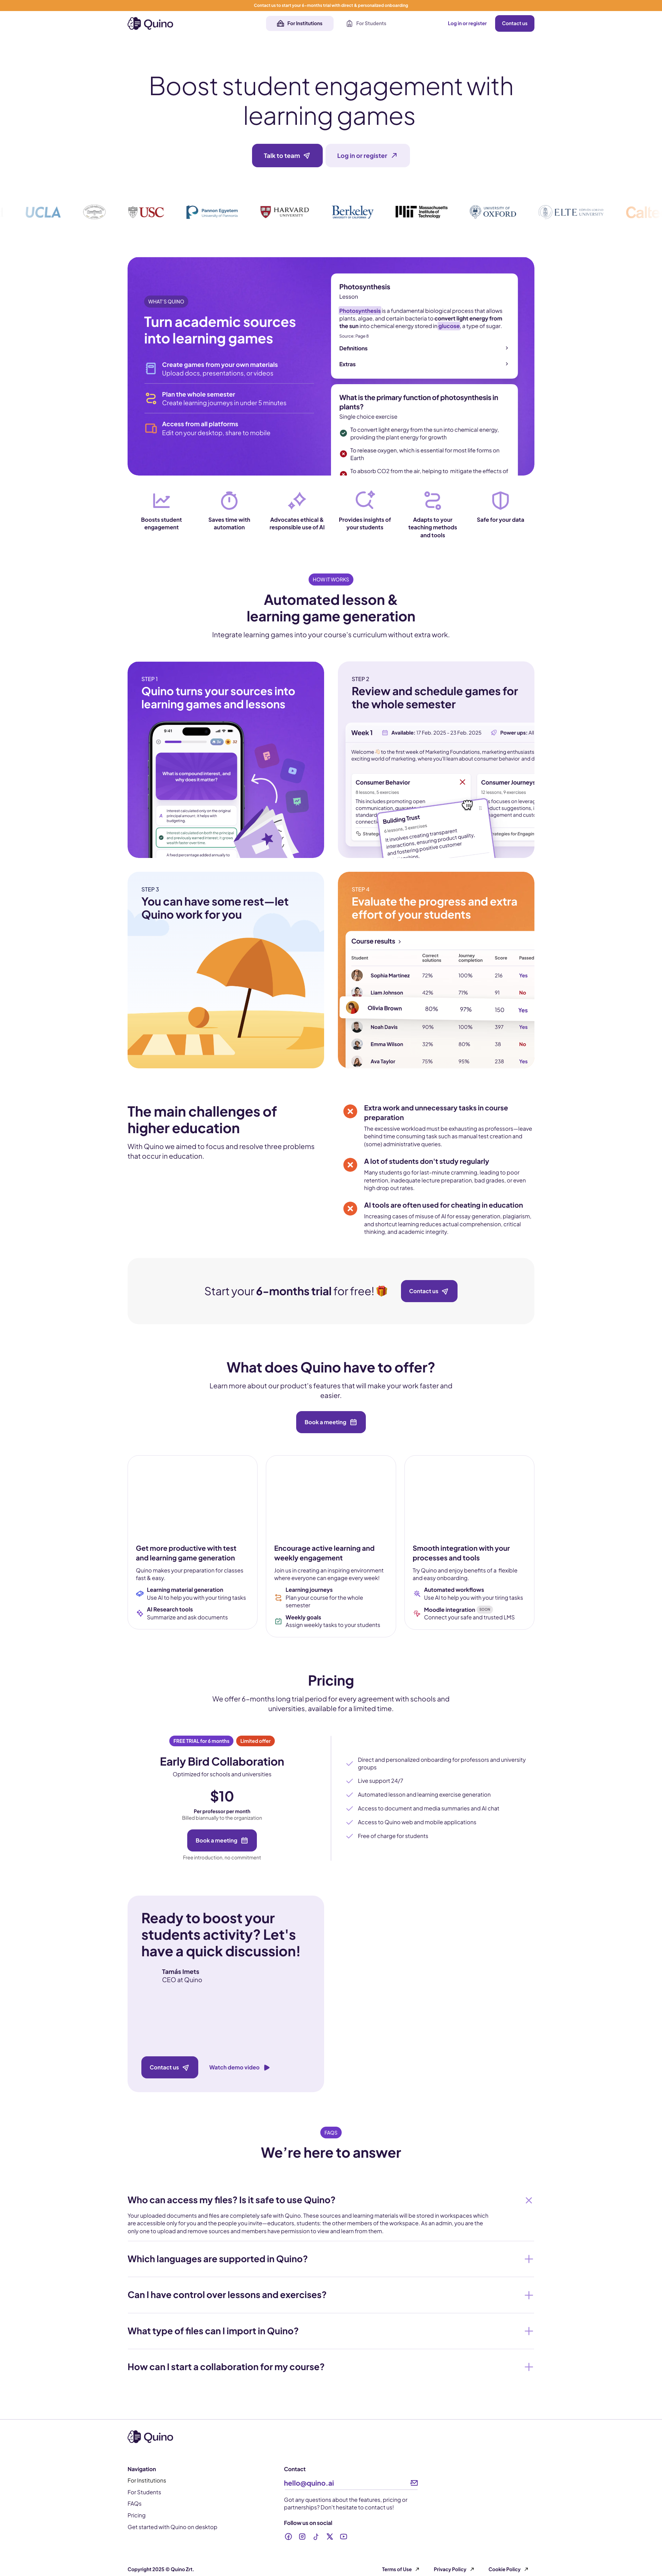 Contact us to start your 6-months trial with direct & personalized onboarding
Quino
For Institutions
For Students
Log in or register
Contact us
Boost student engagement with
learning games
Talk to team
Log in or register
UCLA
USC
HARVARD
UNIVERSITY
Berkeley
UNIVERSITY OF CALIFORNIA
Massachusetts
Institute of
Technology
UNIVERSITY OF
OXFORD
ELTE
UNIVERSITY
WHAT'S QUINO
Turn academic sources
into learning games
Create games from your own materials
Upload docs, presentations, or videos
Plan the whole semester
Create learning journeys in under 5 minutes
Access from all platforms
Edit on your desktop, share to mobile
Photosynthesis
Lesson
Photosynthesis is a fundamental biological process that allows
plants, algae, and certain bacteria to convert light energy from
the sun into chemical energy stored in glucose, a type of sugar.
Source: Page 6
Definitions
Extras
What is the primary function of photosynthesis in
plants?
Single choice exercise
To convert light energy from the sun into chemical energy,
providing the plant energy for growth
To release oxygen, which is essential for most life forms on
Earth
To absorb CO2 from the air, helping to mitigate the effects of
Boosts student
engagement
Saves time with
automation
Advocates ethical &
responsible use of AI
Provides insights of
your students
Adapts to your
teaching methods
and tools
Safe for your data
HOW IT WORKS
Automated lesson &
learning game generation
Integrate learning games into your course's curriculum without extra work.
STEP 1
Quino turns your sources into
learning games and lessons
9:41
What is compound interest, and
why does it matter?
Interest calculated on the original
principal amount. It helps with
budgeting.
Interest calculated on both the principal
and previously earned interest. It grows
wealth faster over time.
A fixed percentage added annually to
STEP 2
Review and schedule games for
the whole semester
Week 1
Available: 17 Feb. 2025 - 23 Feb. 2025
Power ups: All
Welcome to the first week of Marketing Foundations, marketing enthusiasts
exciting world of marketing, where you'll learn about consumer behavior and d
Consumer Behavior
8 lessons, 5 exercises
This includes promoting open
Consumer Journeys
12 lessons, 9 exercises
Building Trust
6 lessons, 3 exercises
It involves creating transparent
interactions, ensuring product quality,
and fostering positive customer
STEP 3
You can have some rest—let
Quino work for you
STEP 4
Evaluate the progress and extra
effort of your students
Course results
Student
Correct
solutions
Journey
completion
Score
Passed
Sophia Martinez 72% 100% 216 Yes
Liam Johnson 42% 71% 91 No
Olivia Brown 80% 97% 150 Yes
Noah Davis 90% 100% 397 Yes
Emma Wilson 32% 80% 38 No
Ava Taylor 75% 95% 238 Yes
The main challenges of
higher education
With Quino we aimed to focus and resolve three problems
that occur in education.
Extra work and unnecessary tasks in course
preparation
The excessive workload must be exhausting as professors—leave
behind time consuming task such as manual test creation and
(some) administrative queries.
A lot of students don't study regularly
Many students go for last-minute cramming, leading to poor
retention, inadequate lecture preparation, bad grades, or even
high drop out rates.
AI tools are often used for cheating in education
Increasing cases of misuse of AI for essay generation, plagiarism,
and shortcut learning reduces actual comprehension, critical
thinking, and academic integrity.
Start your 6-months trial for free!
Contact us
What does Quino have to offer?
Learn more about our product's features that will make your work faster and
easier.
Book a meeting
Get more productive with test
and learning game generation
Quino makes your preparation for classes
fast & easy.
Learning material generation
Use AI to help you with your tiring tasks
AI Research tools
Summarize and ask documents
Encourage active learning and
weekly engagement
Join us in creating an inspiring environment
where everyone can engage every week!
Learning journeys
Plan your course for the whole
semester
Weekly goals
Assign weekly tasks to your students
Smooth integration with your
processes and tools
Try Quino and enjoy benefits of a flexible
and easy onboarding.
Automated workflows
Use AI to help you with your tiring tasks
Moodle integration SOON
Connect your safe and trusted LMS
Pricing
We offer 6-months long trial period for every agreement with schools and
universities, available for a limited time.
FREE TRIAL for 6 months
Limited offer
Early Bird Collaboration
Optimized for schools and universities
$10
Per professor per month
Billed biannually to the organization
Book a meeting
Free introduction, no commitment
Direct and personalized onboarding for professors and university
groups
Live support 24/7
Automated lesson and learning exercise generation
Access to document and media summaries and AI chat
Access to Quino web and mobile applications
Free of charge for students
Ready to boost your
students activity? Let's
have a quick discussion!
Tamás Imets
CEO at Quino
Contact us
Watch demo video
FAQS
We're here to answer
Who can access my files? Is it safe to use Quino?
Your uploaded documents and files are completely safe with Quino. These sources and learning materials will be stored in workspaces which
are accessible only for you and the people you invite—educators, students: the other members of the workspace. As an admin, you are the
only one to upload and remove sources and members have permission to view and learn from them.
Which languages are supported in Quino?
Can I have control over lessons and exercises?
What type of files can I import in Quino?
How can I start a collaboration for my course?
Quino
Navigation
For Institutions
For Students
FAQs
Pricing
Get started with Quino on desktop
Contact
hello@quino.ai
Got any questions about the features, pricing or
partnerships? Don't hesitate to contact us!
Follow us on social
Copyright 2025 © Quino Zrt.
Terms of Use
Privacy Policy
Cookie Policy